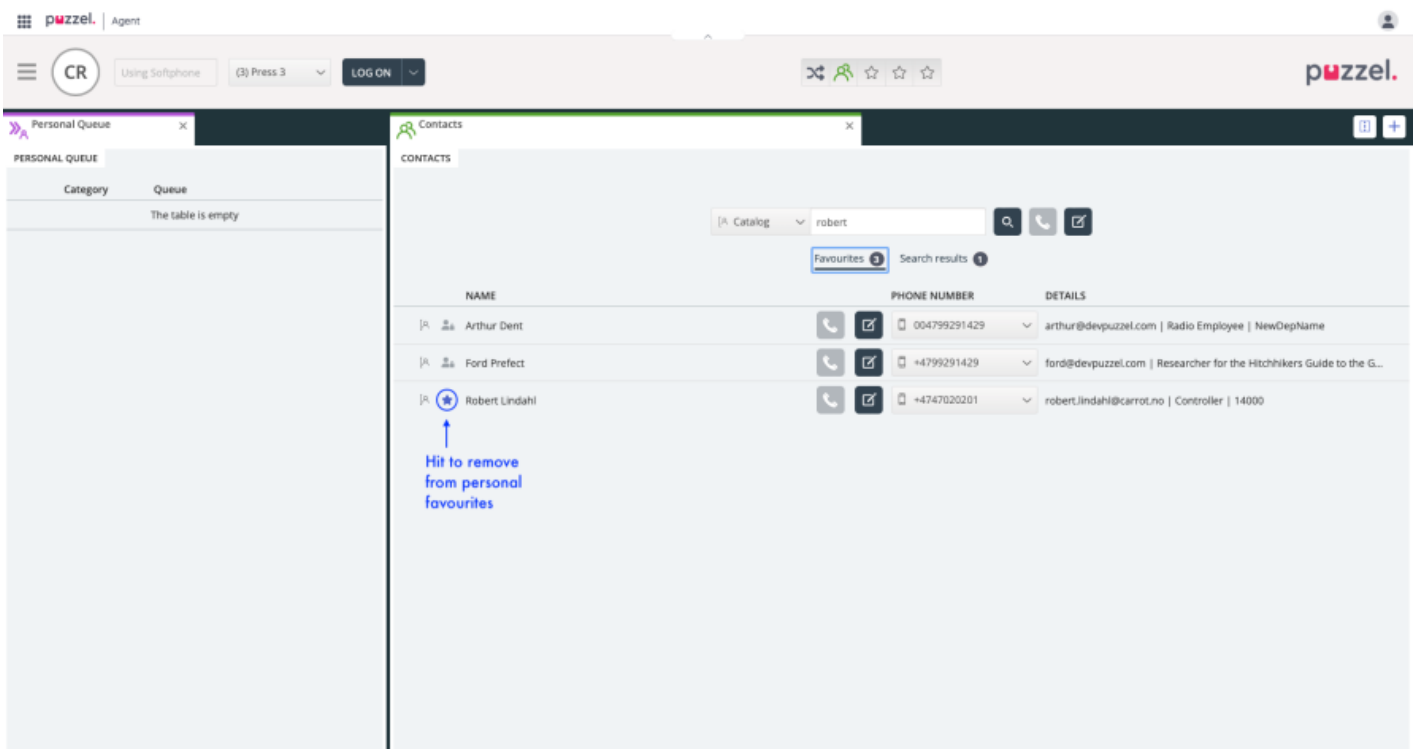 puzzel. | Agent
CR Using Softphone (3) Press 3 LOG ON puzzel.
Personal Queue
PERSONAL QUEUE
Category Queue
The table is empty
Contacts
CONTACTS
Catalog robert
Favourites 3 Search results 1
NAME PHONE NUMBER DETAILS
Arthur Dent 004799291429 arthur@devpuzzel.com | Radio Employee | NewDepName
Ford Prefect +4799291429 ford@devpuzzel.com | Researcher for the Hitchhikers Guide to the G...
Robert Lindahl +4747020201 robert.lindahl@carrot.no | Controller | 14000
Hit to remove
from personal
favourites